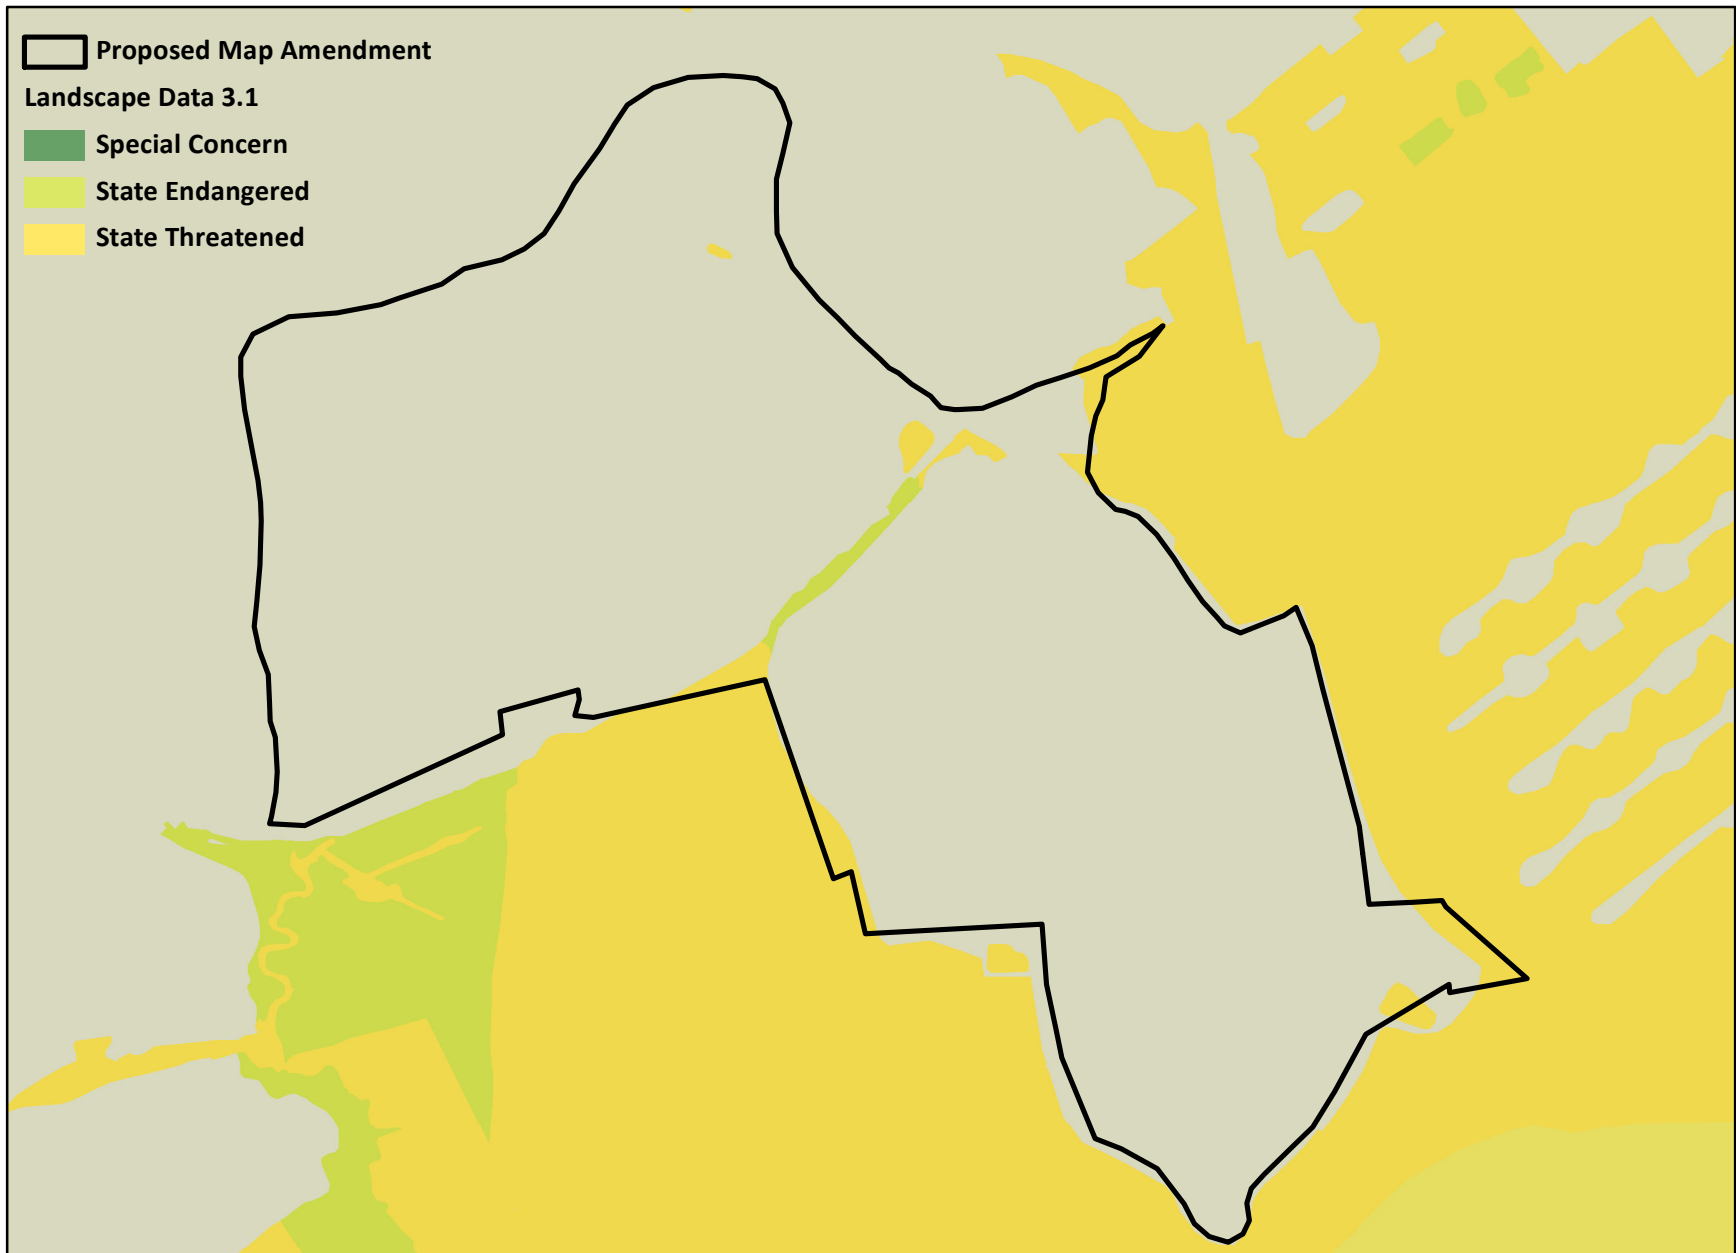 Proposed Map Amendment
Landscape Data 3.1
Special Concern
State Endangered
State Threatened